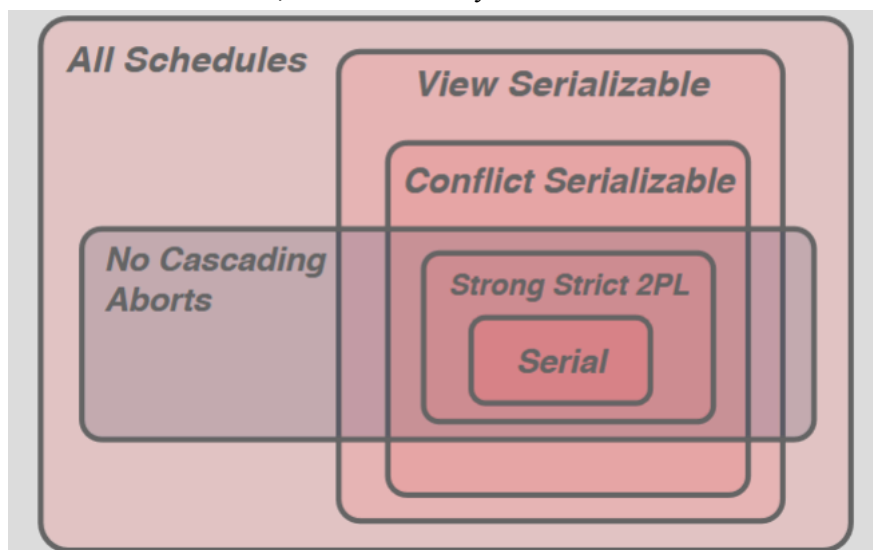 All Schedules
View Serializable
Conflict Serializable
No Cascading
Aborts
Strong Strict 2PL
Serial